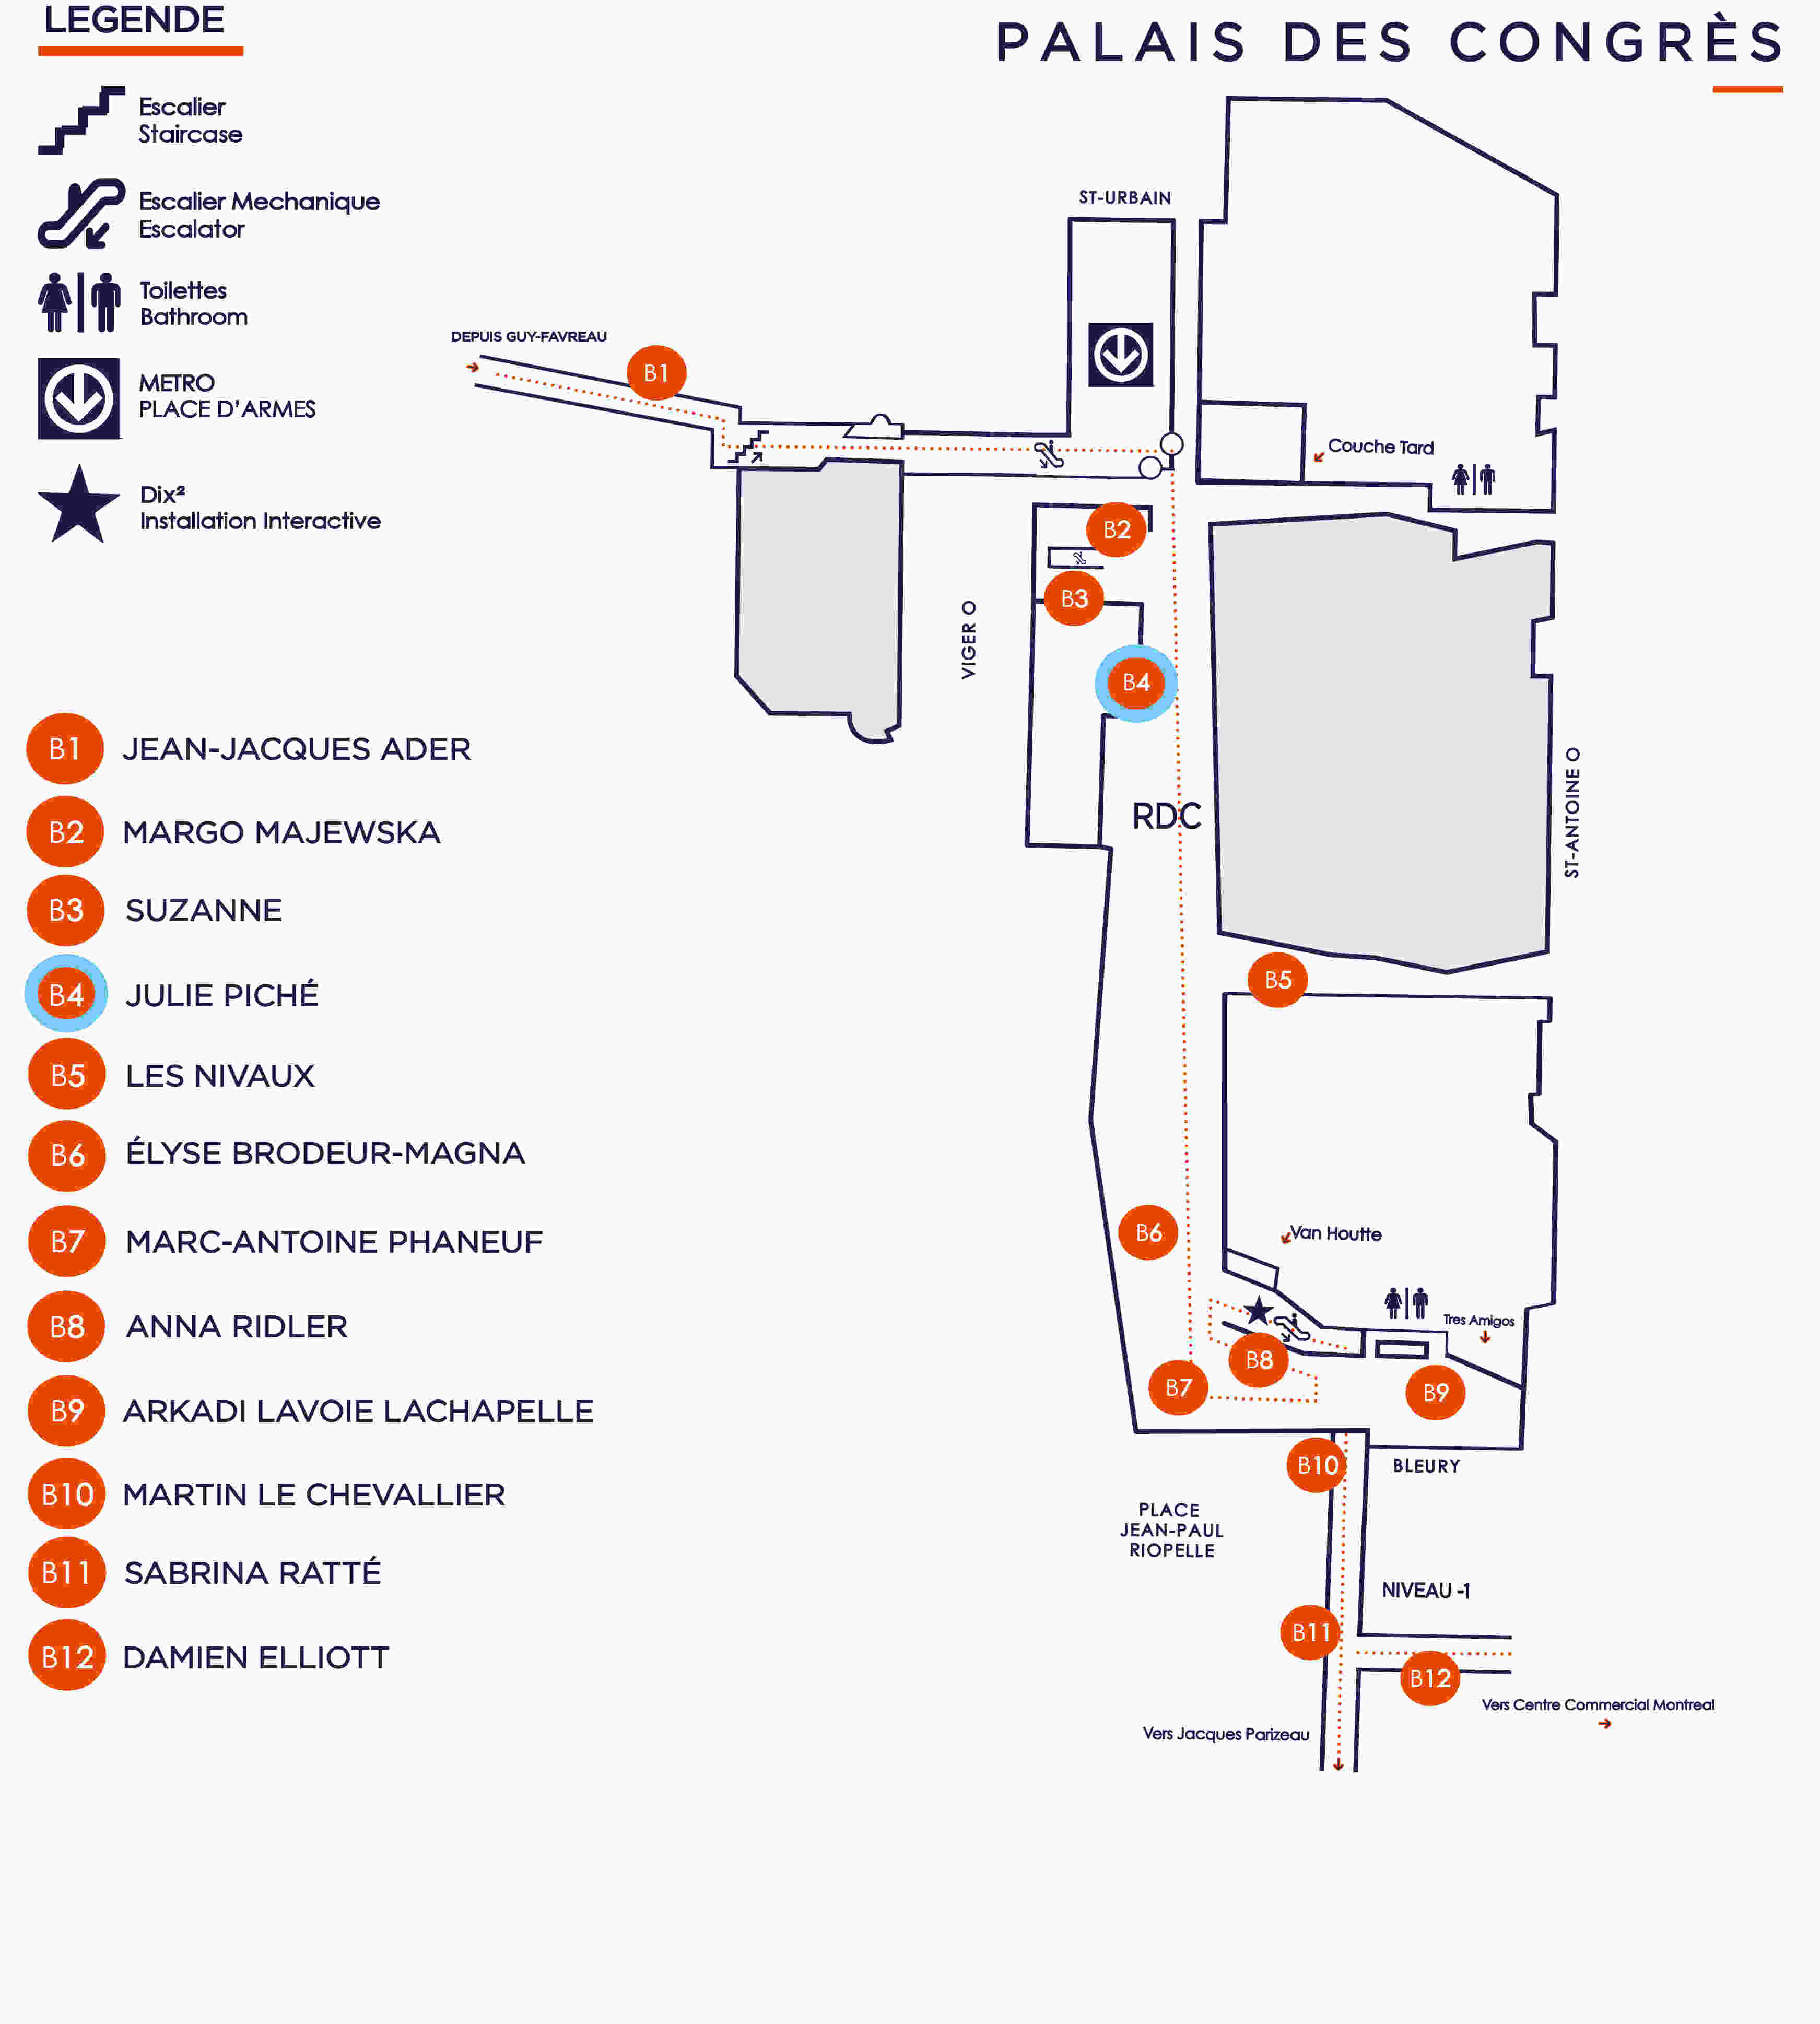 LEGENDE
PALAIS DES CONGRÈS
Escalier
Staircase
Escalier Mechanique
Escalator
Toilettes
Bathroom
METRO
PLACE D'ARMES
Dix²
Installation Interactive
B1 JEAN-JACQUES ADER
B2 MARGO MAJEWSKA
B3 SUZANNE
B4 JULIE PICHÉ
B5 LES NIVAUX
B6 ÉLYSE BRODEUR-MAGNA
B7 MARC-ANTOINE PHANEUF
B8 ANNA RIDLER
B9 ARKADI LAVOIE LACHAPELLE
B10 MARTIN LE CHEVALLIER
B11 SABRINA RATTÉ
B12 DAMIEN ELLIOTT
ST-URBAIN
DEPUIS GUY-FAVREAU
B1
Couche Tard
B2
B3
VIGER O
B4
ST-ANTOINE O
RDC
B5
B6
Van Houtte
Tres Amigos
B8
B7
B9
B10
BLEURY
PLACE
JEAN-PAUL
RIOPELLE
NIVEAU -1
B11
B12
Vers Centre Commercial Montreal
Vers Jacques Parizeau